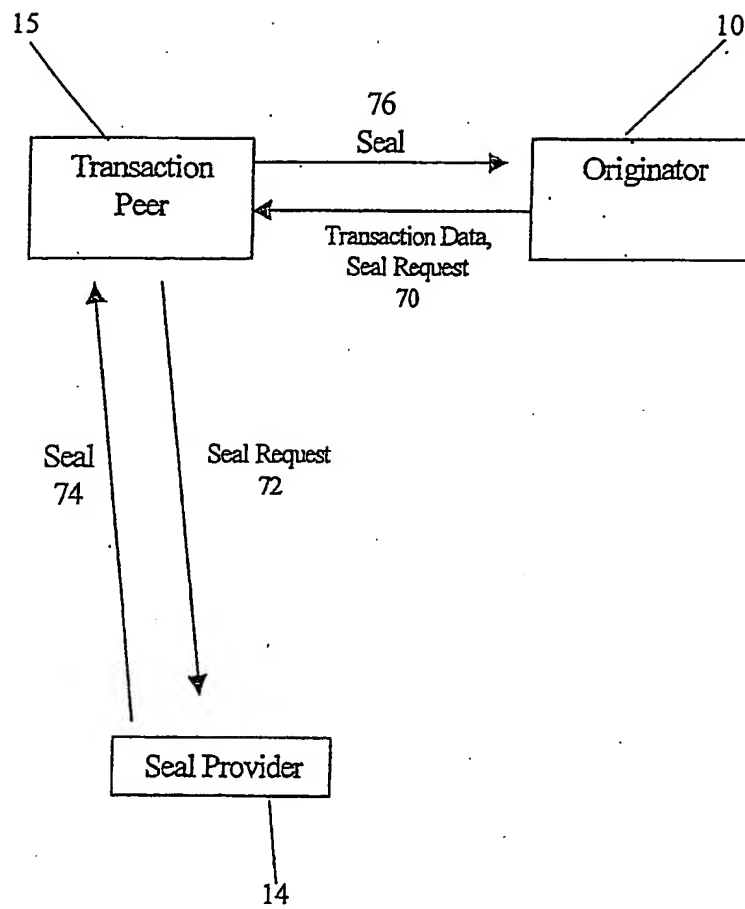 15
10
76
Seal
Transaction
Peer
Originator
Transaction Data,
Seal Request
70
Seal
74
Seal Request
72
Seal Provider
14